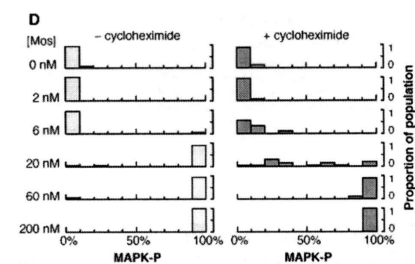 D
[Mos] – cycloheximide + cycloheximide
0 nM 1 0
2 nM 1 0
6 nM 1 0
20 nM 1 0
60 nM 1 0
200 nM 1 0
0% 50% 100% 0% 50% 100%
MAPK-P MAPK-P
Proportion of population